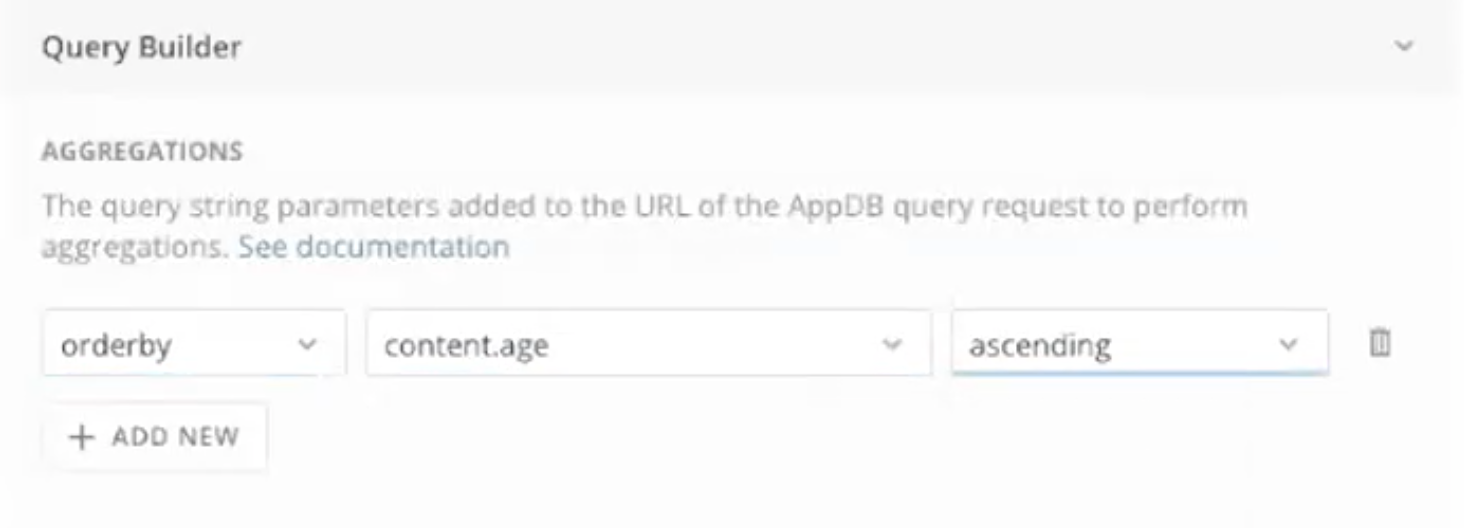 Query Builder
AGGREGATIONS
The query string parameters added to the URL of the AppDB query request to perform
aggregations. See documentation
orderby content.age ascending
+ ADD NEW